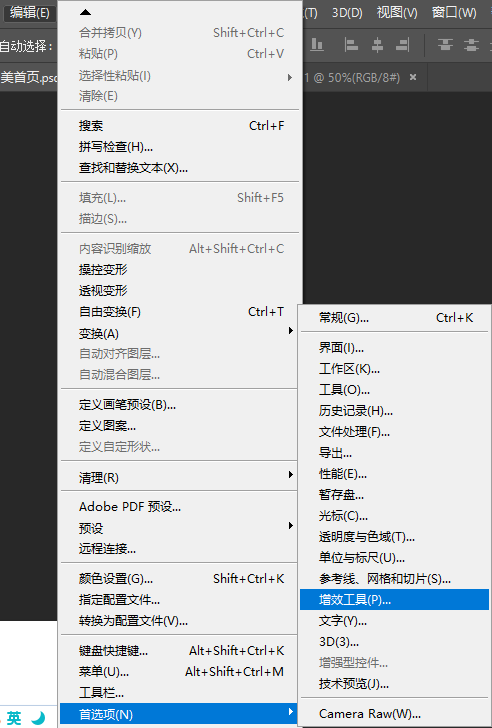 编辑(E)
(T)
3D(D)
视图(V)
窗口(W)
自动选择：
美首页.psd
1 @ 50%(RGB/8#) ×
合并拷贝(Y) Shift+Ctrl+C
粘贴(P) Ctrl+V
选择性粘贴(I)
清除(E)
搜索 Ctrl+F
拼写检查(H)...
查找和替换文本(X)...
填充(L)... Shift+F5
描边(S)...
内容识别缩放 Alt+Shift+Ctrl+C
操控变形
透视变形
自由变换(F) Ctrl+T
变换(A)
自动对齐图层...
自动混合图层...
定义画笔预设(B)...
定义图案...
定义自定形状...
清理(R)
Adobe PDF 预设...
预设
远程连接...
颜色设置(G)... Shift+Ctrl+K
指定配置文件...
转换为配置文件(V)...
键盘快捷键... Alt+Shift+Ctrl+K
菜单(U)... Alt+Shift+Ctrl+M
工具栏...
首选项(N)
常规(G)... Ctrl+K
界面(I)...
工作区(K)...
工具(O)...
历史记录(H)...
文件处理(F)...
导出...
性能(E)...
暂存盘...
光标(C)...
透明度与色域(T)...
单位与标尺(U)...
参考线、网格和切片(S)...
增效工具(P)...
文字(Y)...
3D(3)...
增强型控件...
技术预览(J)...
Camera Raw(W)...
英